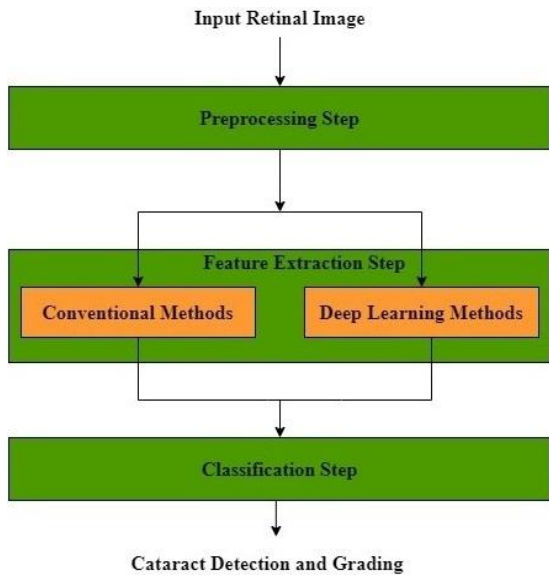 Input Retinal Image
Preprocessing Step
Feature Extraction Step
Conventional Methods
Deep Learning Methods
Classification Step
Cataract Detection and Grading